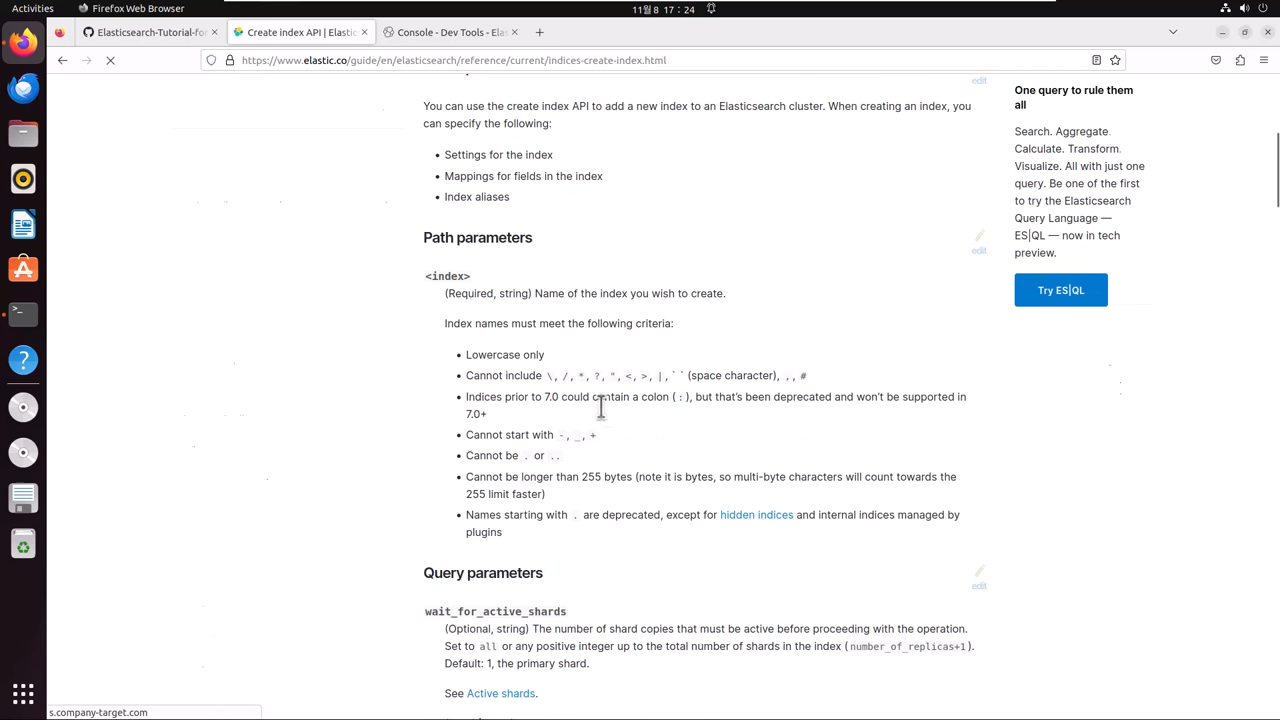 Activities
Firefox Web Browser
11월 8 17 : 24
Elasticsearch-Tutorial-for
Create index API | Elastic
Console - Dev Tools - Elas
https://www.elastic.co/guide/en/elasticsearch/reference/current/indices-create-index.html
edit
You can use the create index API to add a new index to an Elasticsearch cluster. When creating an index, you
can specify the following:
• Settings for the index
• Mappings for fields in the index
• Index aliases
Path parameters
edit
<index>
(Required, string) Name of the index you wish to create.
Index names must meet the following criteria:
• Lowercase only
• Cannot include \, /, *, ?, ", <, >, |, ` ` (space character), ,, #
• Indices prior to 7.0 could contain a colon ( : ), but that's been deprecated and won't be supported in
7.0+
• Cannot start with -, _, +
• Cannot be . or ..
• Cannot be longer than 255 bytes (note it is bytes, so multi-byte characters will count towards the
255 limit faster)
• Names starting with . are deprecated, except for hidden indices and internal indices managed by
plugins
Query parameters
edit
wait_for_active_shards
(Optional, string) The number of shard copies that must be active before proceeding with the operation.
Set to all or any positive integer up to the total number of shards in the index ( number_of_replicas+1 ).
Default: 1, the primary shard.
See Active shards.
One query to rule them
all
Search. Aggregate.
Calculate. Transform.
Visualize. All with just one
query. Be one of the first
to try the Elasticsearch
Query Language —
ES|QL — now in tech
preview.
Try ES|QL
s.company-target.com